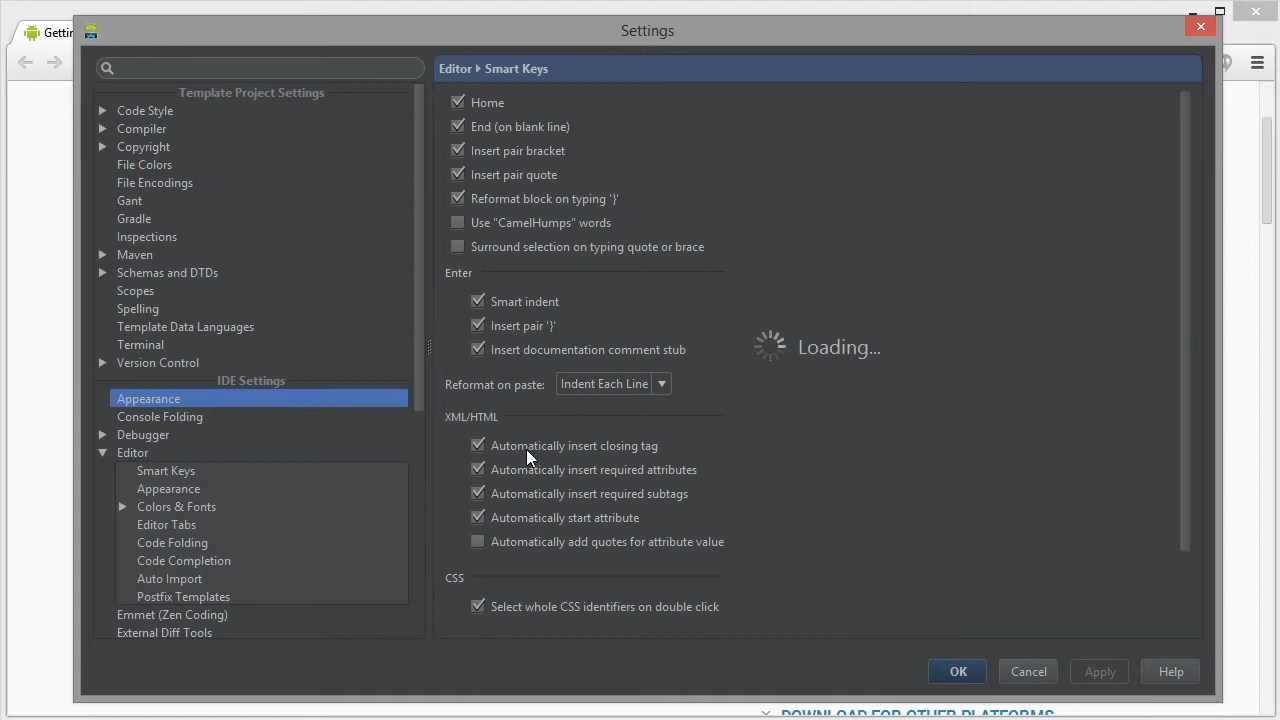 Gettin
Settings
Template Project Settings
Code Style
Compiler
Copyright
File Colors
File Encodings
Gant
Gradle
Inspections
Maven
Schemas and DTDs
Scopes
Spelling
Template Data Languages
Terminal
Version Control
IDE Settings
Appearance
Console Folding
Debugger
Editor
Smart Keys
Appearance
Colors & Fonts
Editor Tabs
Code Folding
Code Completion
Auto Import
Postfix Templates
Emmet (Zen Coding)
External Diff Tools
Editor Smart Keys
Home
End (on blank line)
Insert pair bracket
Insert pair quote
Reformat block on typing '}'
Use "CamelHumps" words
Surround selection on typing quote or brace
Enter
Smart indent
Insert pair '}'
Insert documentation comment stub
Reformat on paste: Indent Each Line
XML/HTML
Automatically insert closing tag
Automatically insert required attributes
Automatically insert required subtags
Automatically start attribute
Automatically add quotes for attribute value
CSS
Select whole CSS identifiers on double click
Loading...
OK Cancel Apply Help
DOWNLOAD FOR OTHER PLATFORMS